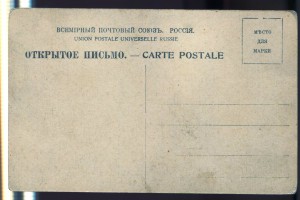 ВСЕМІРНЫЙ ПОЧТОВЫЙ СОЮЗЪ. РОССІЯ.
UNION POSTALE UNIVERSELLE RUSSIE
ОТКРЫТОЕ ПИСЬМО. — CARTE POSTALE
МѢСТО
ДЛЯ
МАРКИ